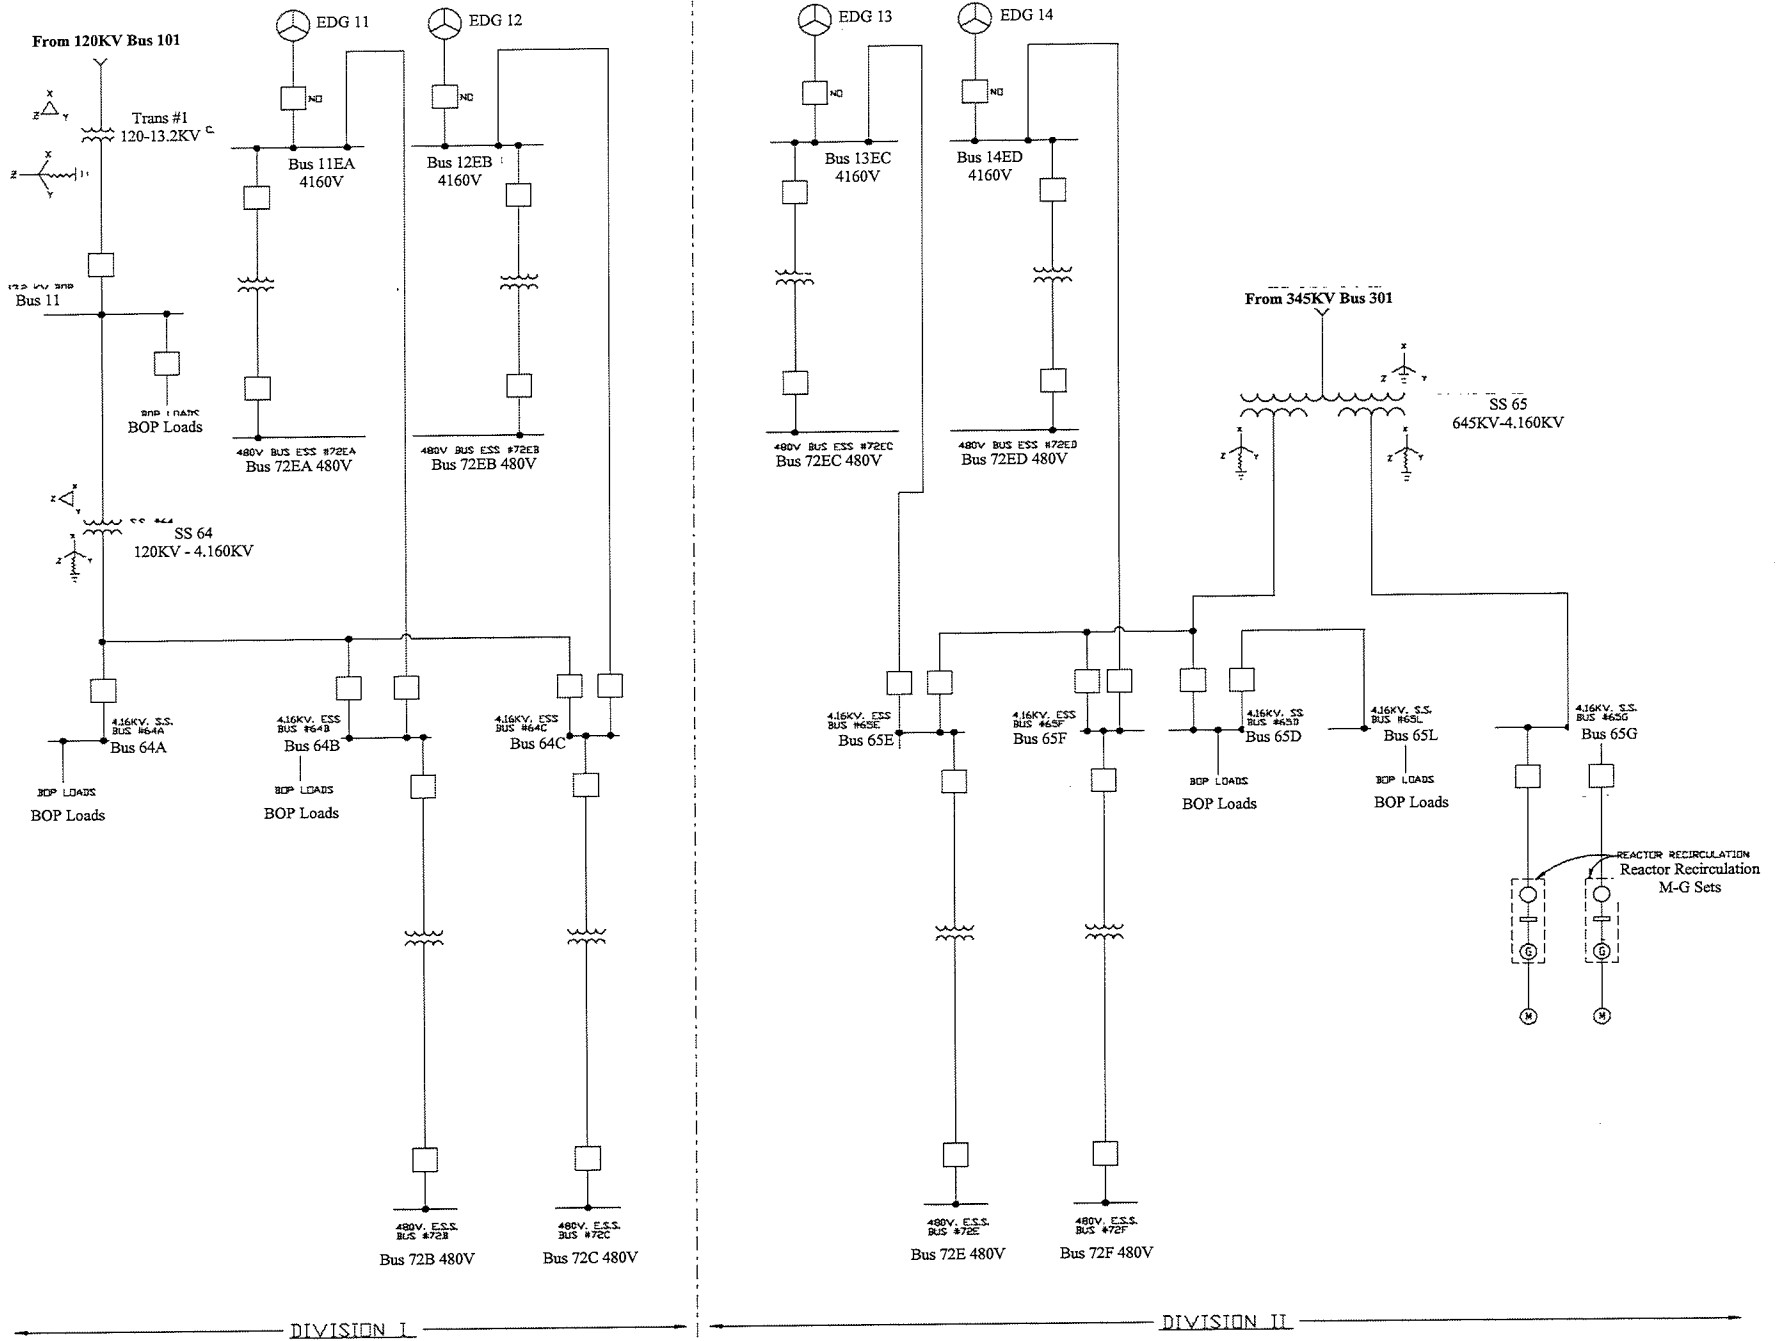 From 120KV Bus 101
EDG 11
EDG 12
EDG 13
EDG 14
NO
NO
NO
NO
X
Z Y
Trans #1
120-13.2KV
C
X
Z
Y
Bus 11EA
4160V
Bus 12EB
4160V
Bus 13EC
4160V
Bus 14ED
4160V
Bus 11
BOP LOADS
BOP Loads
From 345KV Bus 301
X
Z Y
SS 65
645KV-4.160KV
X
Z Y
X
Z Y
480V BUS ESS #72EA
Bus 72EA 480V
480V BUS ESS #72EB
Bus 72EB 480V
480V BUS ESS #72EC
Bus 72EC 480V
480V BUS ESS #72ED
Bus 72ED 480V
X
Z
Y
SS 64
120KV - 4.160KV
X
Z Y
4.16KV. S.S.
BUS #64A
Bus 64A
4.16KV. ESS
BUS #64B
Bus 64B
4.16KV. ESS
BUS #64C
Bus 64C
4.16KV. ESS
BUS #65E
Bus 65E
4.16KV. ESS
BUS #65F
Bus 65F
4.16KV. SS
BUS #65D
Bus 65D
4.16KV. S.S.
BUS #65L
Bus 65L
4.16KV. S.S.
BUS #65G
Bus 65G
BOP LOADS
BOP Loads
BOP LOADS
BOP Loads
BOP LOADS
BOP Loads
BOP LOADS
BOP Loads
REACTOR RECIRCULATION
Reactor Recirculation
M-G Sets
G
G
M
M
480V. E.S.S.
BUS #72B
Bus 72B 480V
480V. E.S.S.
BUS #72C
Bus 72C 480V
480V. E.S.S.
BUS #72E
Bus 72E 480V
480V. E.S.S.
BUS #72F
Bus 72F 480V
DIVISION I
DIVISION II